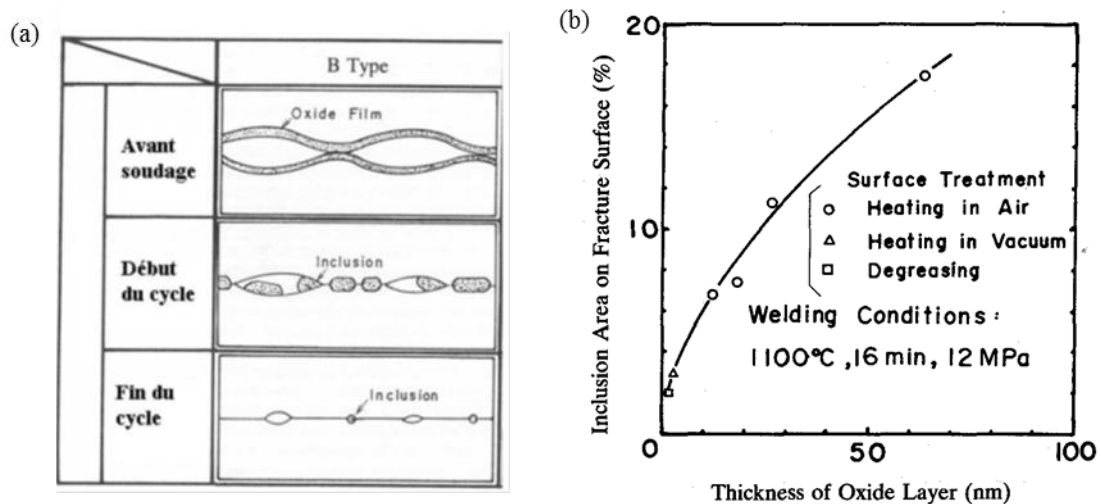 (a)
B Type
Avant
soudage
Oxide Film
Début
du cycle
Inclusion
Fin du
cycle
Inclusion
(b)
Inclusion Area on Fracture Surface (%)
20
10
0
0
50
100
Surface Treatment
Heating in Air
Heating in Vacuum
Degreasing
Welding Conditions:
1100°C, 16 min, 12 MPa
Thickness of Oxide Layer (nm)